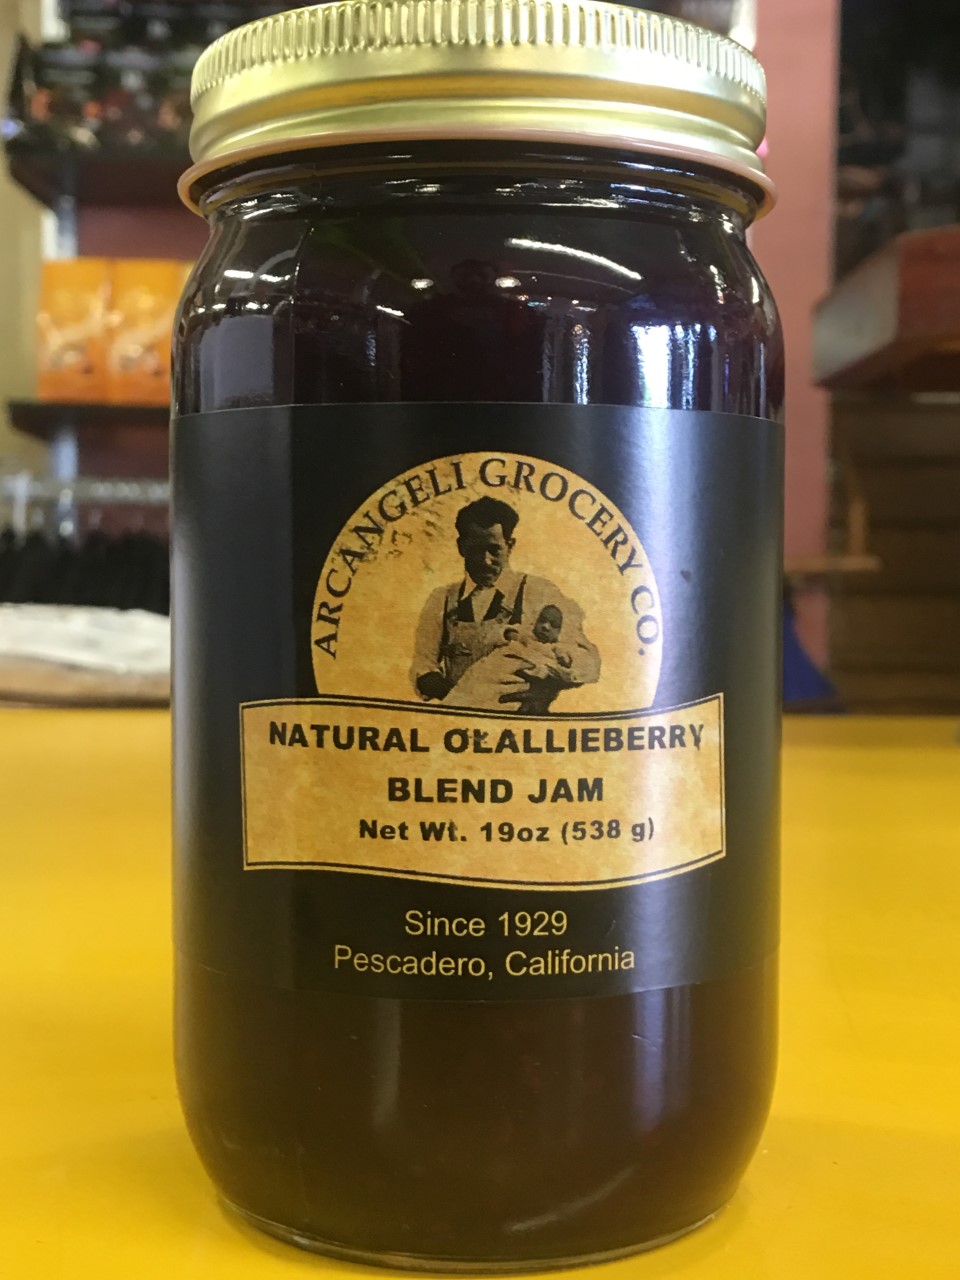 ARCANGELI GROCERY CO.
NATURAL OLALLIEBERRY
BLEND JAM
Net Wt. 19oz (538 g)
Since 1929
Pescadero, California